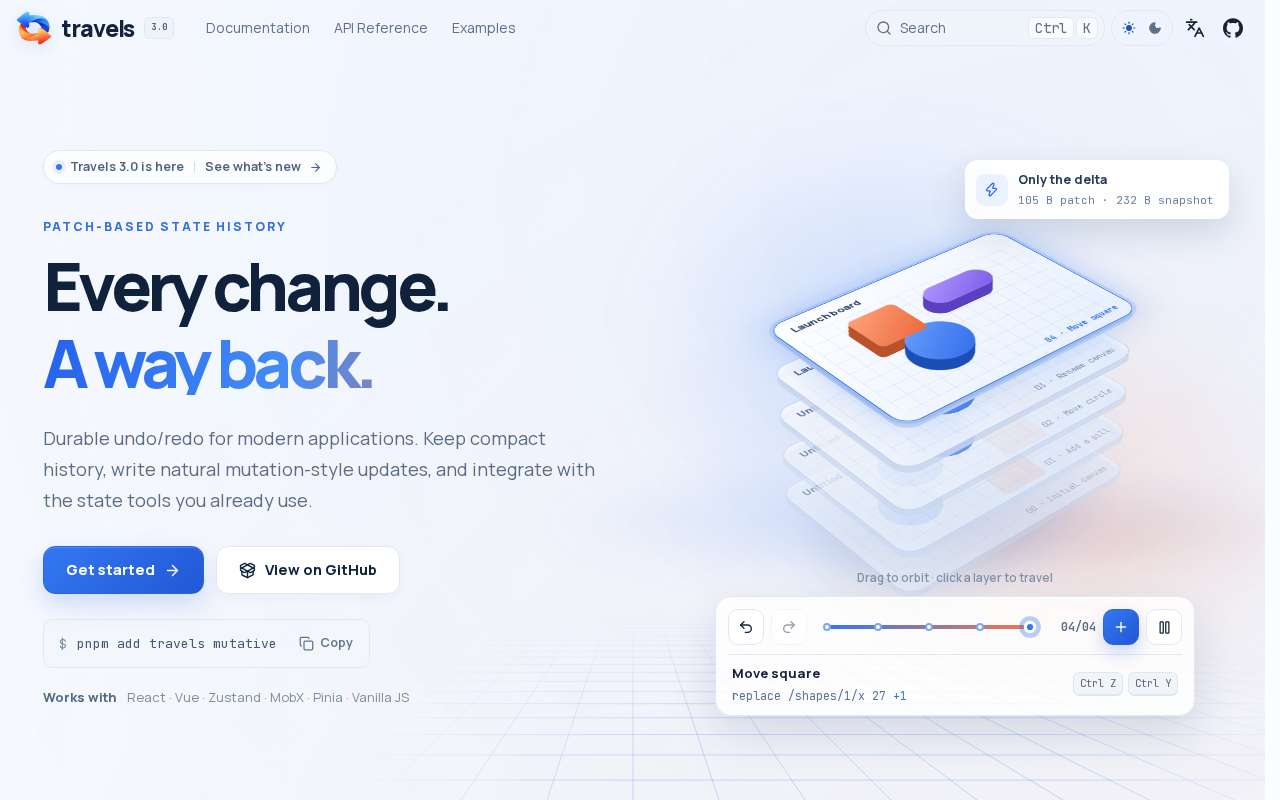 travels 3.0 Documentation API Reference Examples Search Ctrl K
Travels 3.0 is here See what's new →
PATCH-BASED STATE HISTORY
Every change.
A way back.
Durable undo/redo for modern applications. Keep compact
history, write natural mutation-style updates, and integrate with
the state tools you already use.
Get started →
View on GitHub
$ pnpm add travels mutative Copy
Works with React · Vue · Zustand · MobX · Pinia · Vanilla JS
Only the delta
105 B patch · 232 B snapshot
Launch board
04 · Move square
03 · Rename canvas
02 · Move circle
01 · Add a pill
00 · Initial canvas
Drag to orbit · click a layer to travel
04/04
Move square
replace /shapes/1/x 27 +1
Ctrl Z Ctrl Y